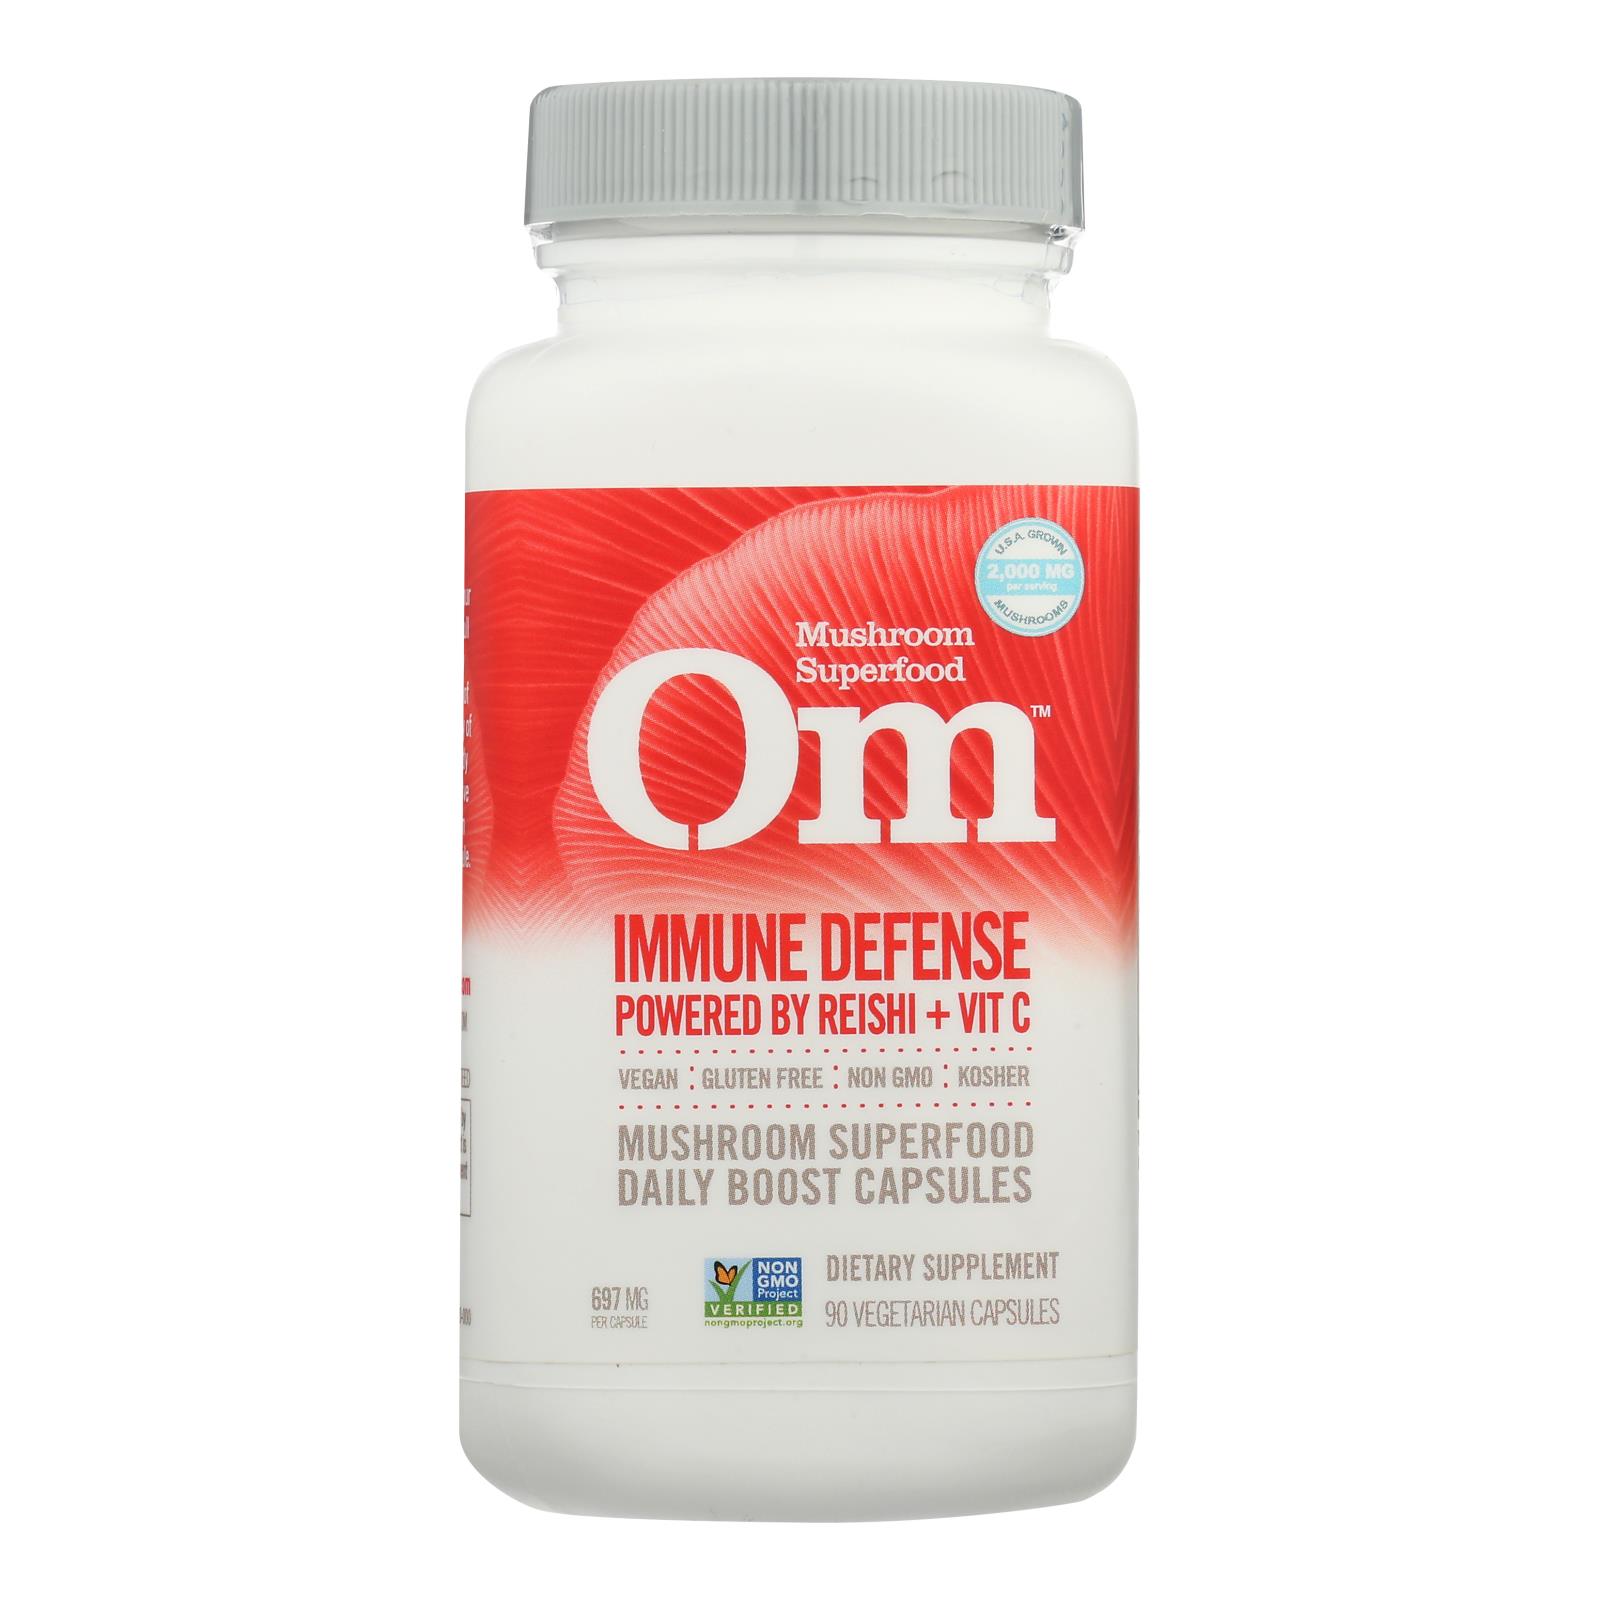 U.S.A. GROWN
2,000 MG
per serving
MUSHROOMS
Mushroom
Superfood
Om™
IMMUNE DEFENSE
POWERED BY REISHI + VIT C
VEGAN : GLUTEN FREE : NON GMO : KOSHER
MUSHROOM SUPERFOOD
DAILY BOOST CAPSULES
697 MG
PER CAPSULE
NON
GMO
Project
VERIFIED
nongmoproject.org
DIETARY SUPPLEMENT
90 VEGETARIAN CAPSULES